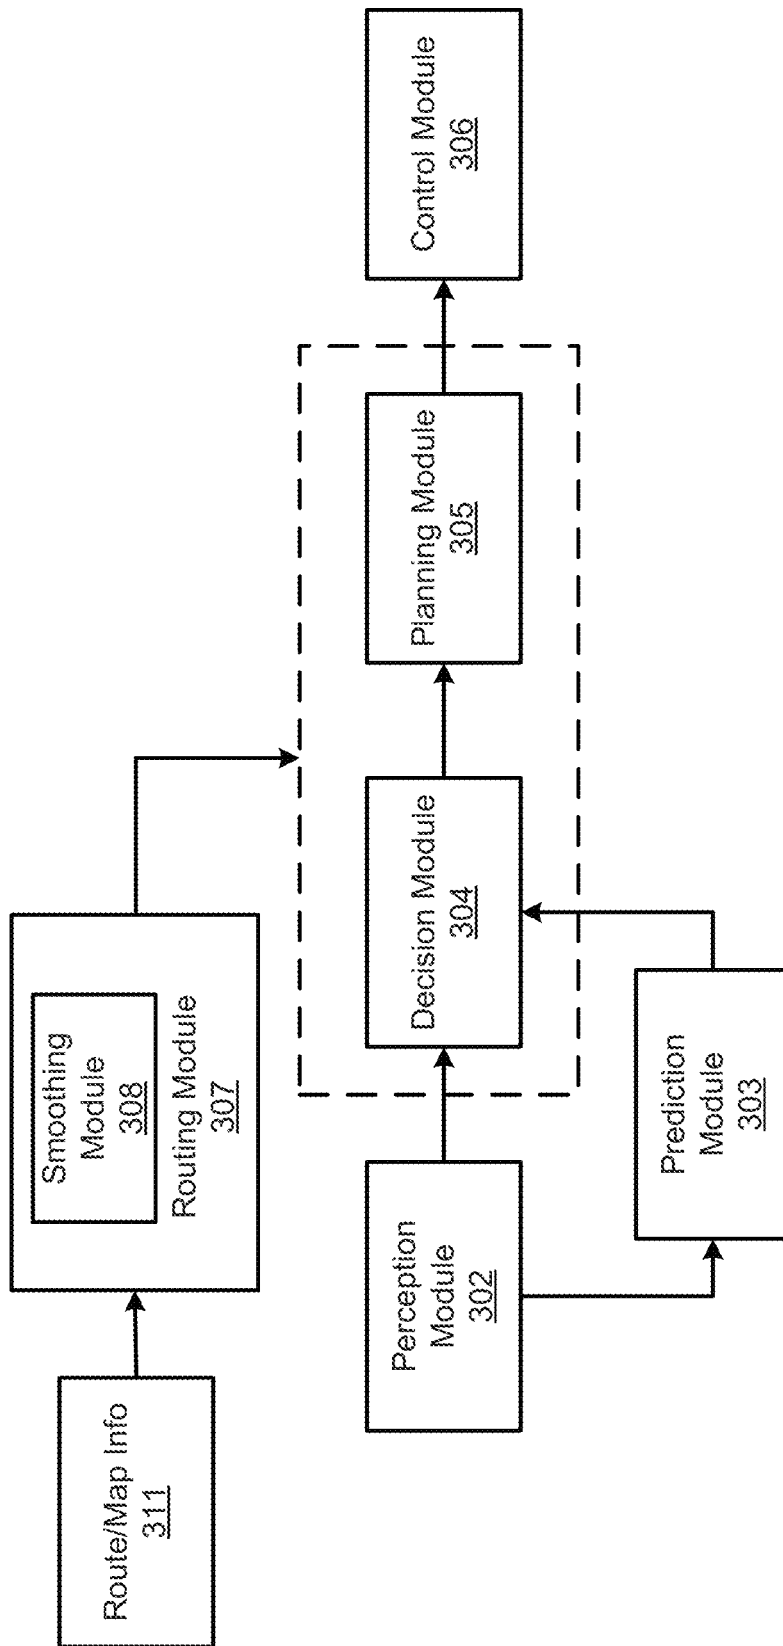 Route/Map Info
311
Smoothing
Module
308
Routing Module
307
Perception
Module
302
Decision Module
304
Planning Module
305
Control Module
306
Prediction
Module
303